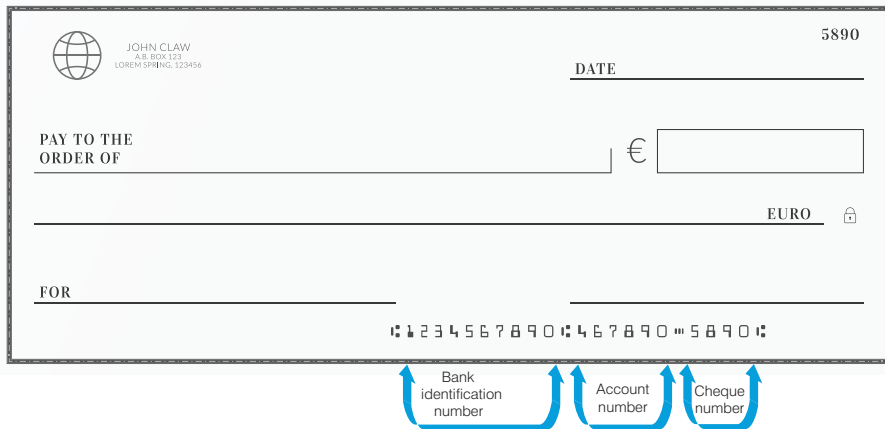 5890
JOHN CLAW
A.B. BOX 123
LOREM SPRING, 123456
DATE
PAY TO THE
ORDER OF
€
EURO
FOR
⑆1234567890⑆467890⑈5890⑆
Bank
identification
number
Account
number
Cheque
number